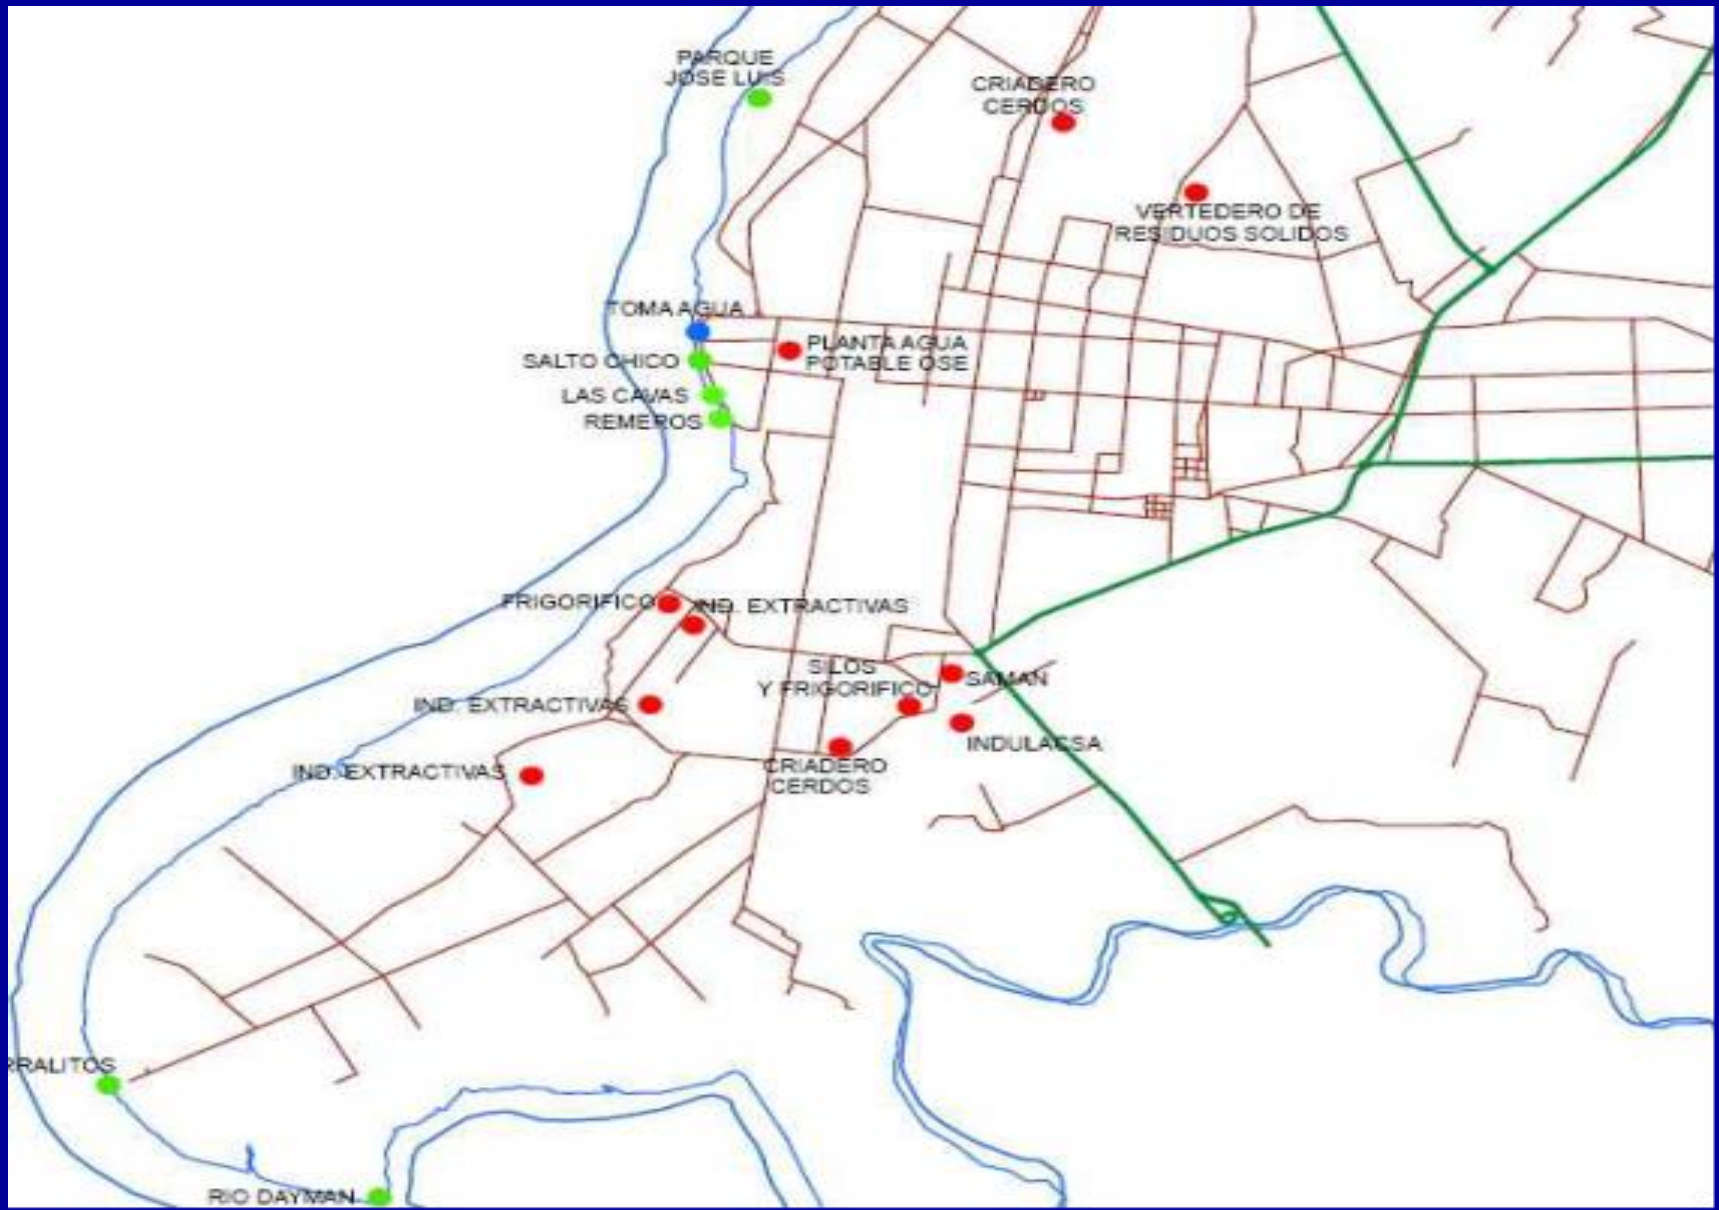 PARQUE
JOSE LUIS
CRIADERO
CERDOS
VERTEDERO DE
RESIDUOS SOLIDOS
TOMA AGUA
PLANTA AGUA
POTABLE OSE
SALTO CHICO
LAS CAVAS
REMEROS
FRIGORIFICO
IND. EXTRACTIVAS
SILOS
Y FRIGORIFICO
SAMAN
IND. EXTRACTIVAS
INDULACSA
IND. EXTRACTIVAS
CRIADERO
CERDOS
RRALITOS
RIO DAYMAN